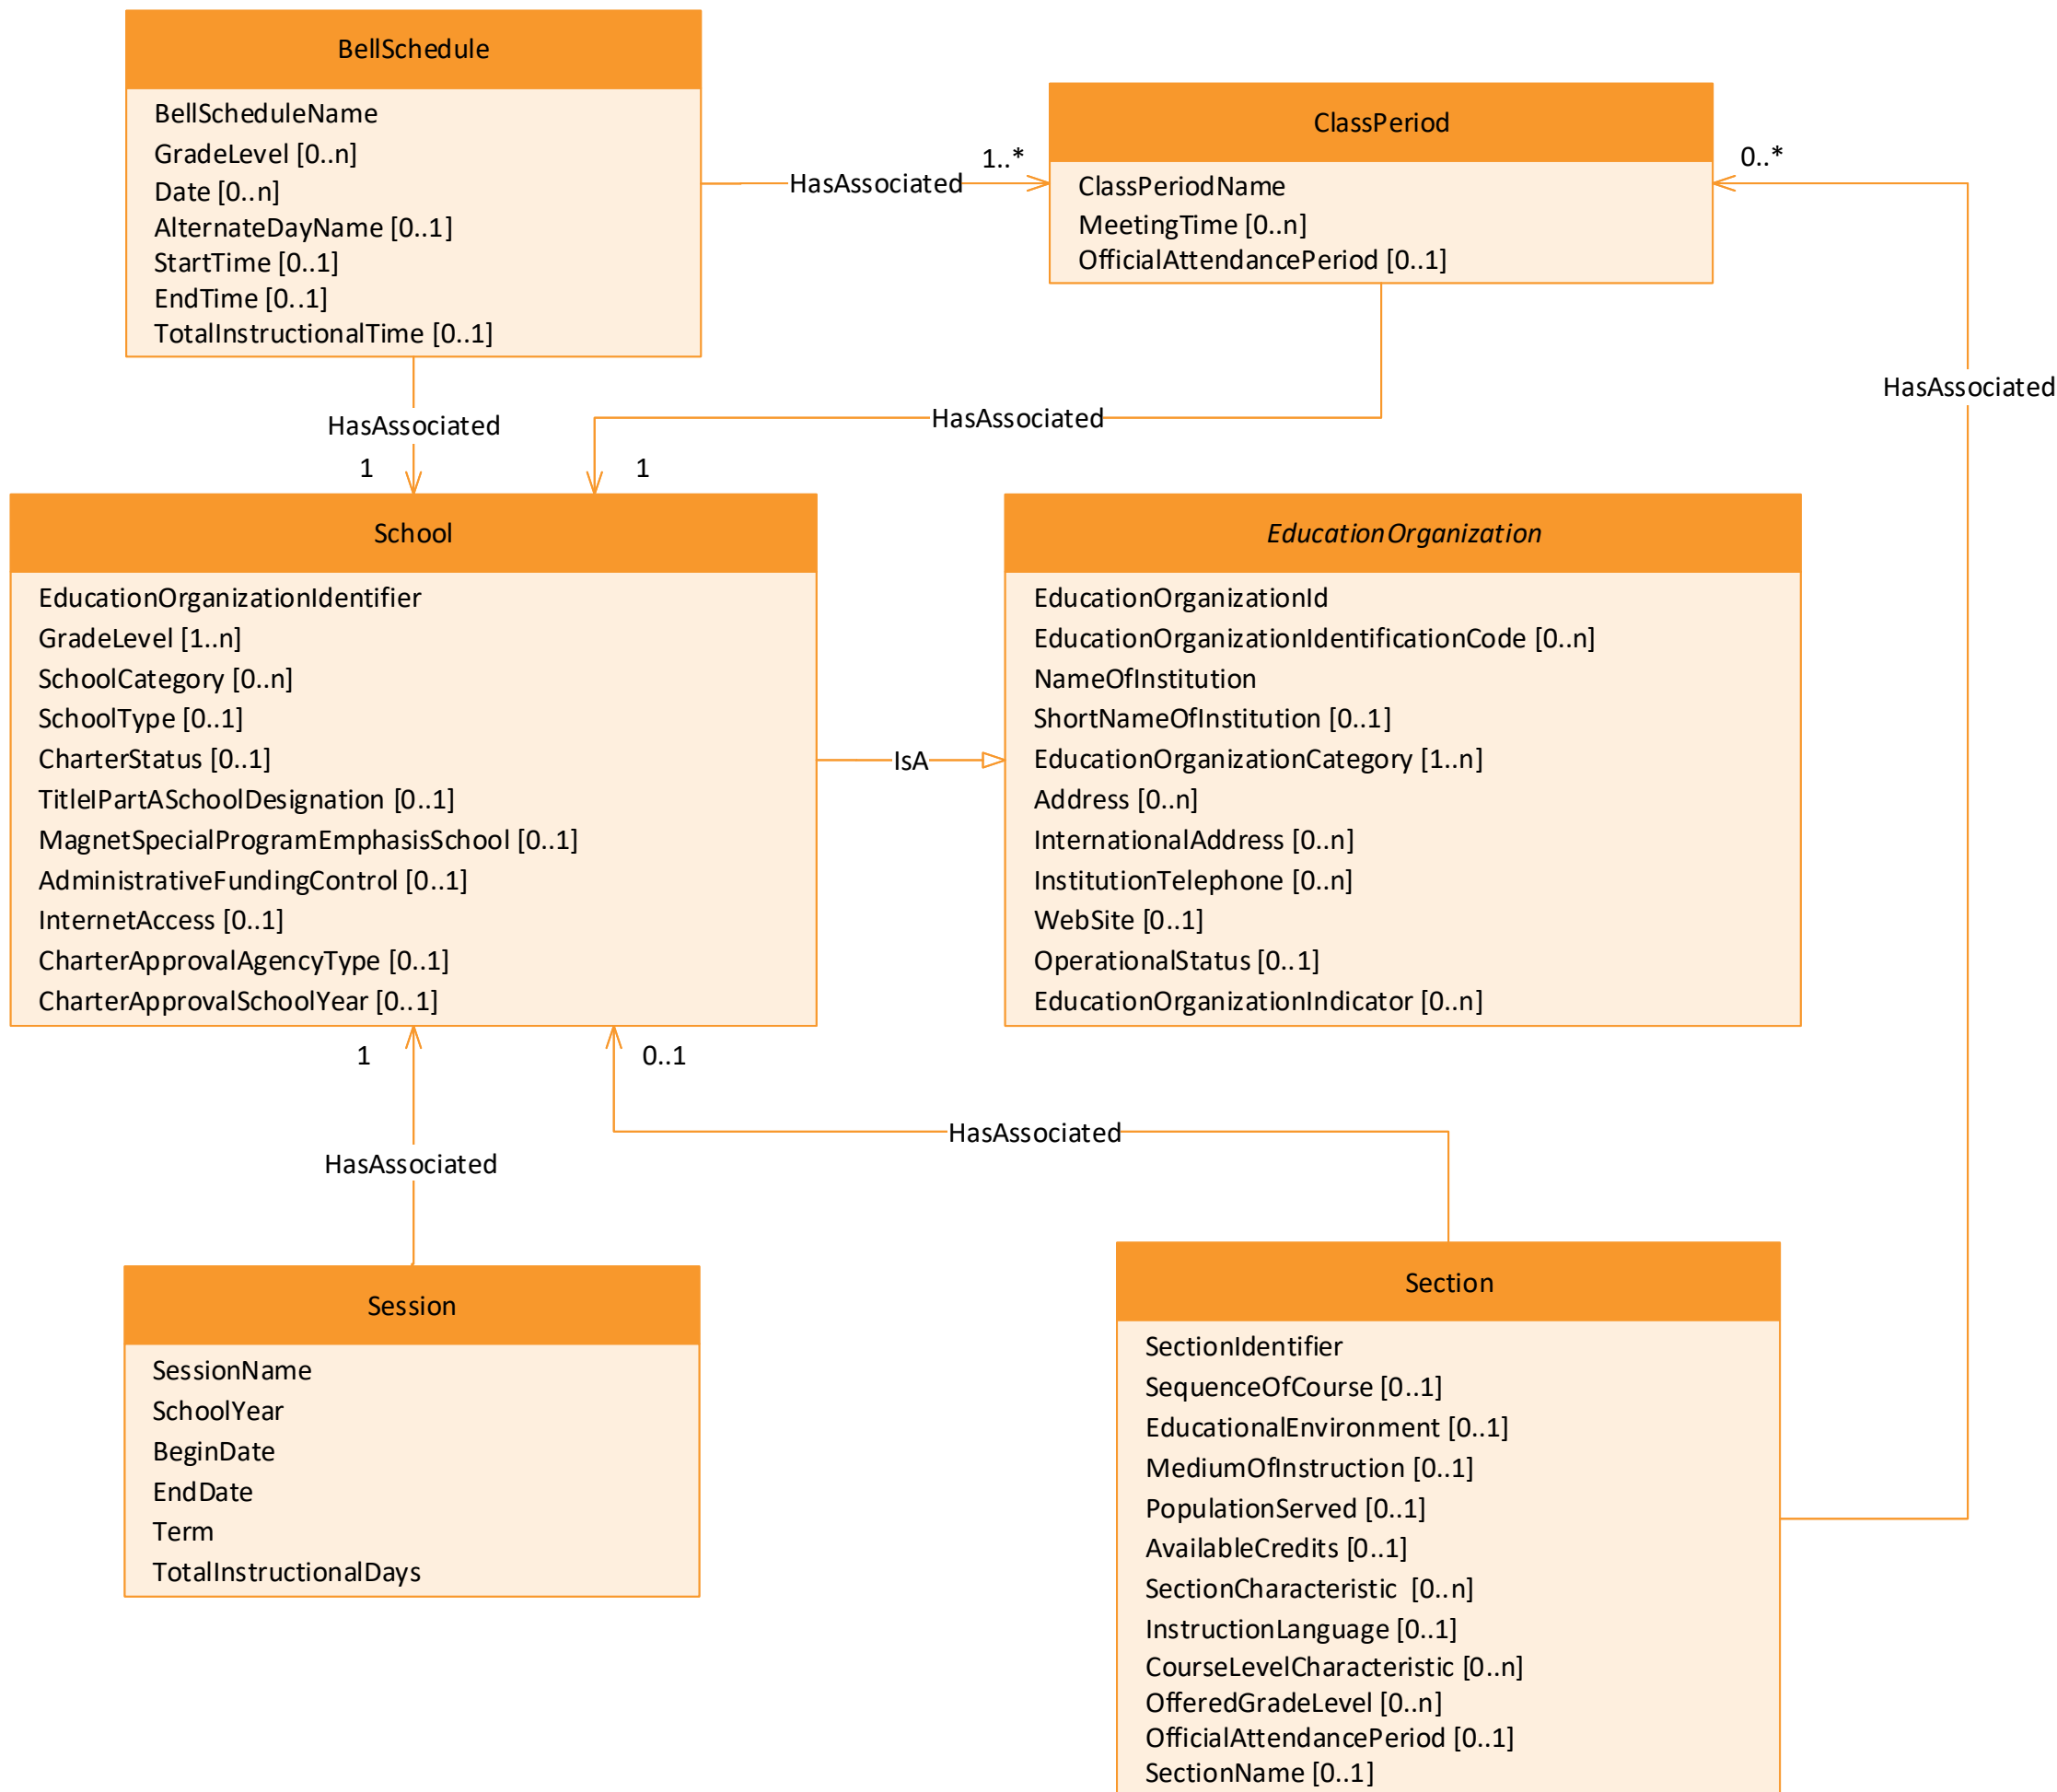 BellSchedule
BellScheduleName
GradeLevel [0..n]
Date [0..n]
AlternateDayName [0..1]
StartTime [0..1]
EndTime [0..1]
TotalInstructionalTime [0..1]
HasAssociated
1..*
ClassPeriod
ClassPeriodName
MeetingTime [0..n]
OfficialAttendancePeriod [0..1]
0..*
HasAssociated
HasAssociated
1
HasAssociated
1
School
EducationOrganizationIdentifier
GradeLevel [1..n]
SchoolCategory [0..n]
SchoolType [0..1]
CharterStatus [0..1]
TitleIPartASchoolDesignation [0..1]
MagnetSpecialProgramEmphasisSchool [0..1]
AdministrativeFundingControl [0..1]
InternetAccess [0..1]
CharterApprovalAgencyType [0..1]
CharterApprovalSchoolYear [0..1]
IsA
EducationOrganization
EducationOrganizationId
EducationOrganizationIdentificationCode [0..n]
NameOfInstitution
ShortNameOfInstitution [0..1]
EducationOrganizationCategory [1..n]
Address [0..n]
InternationalAddress [0..n]
InstitutionTelephone [0..n]
WebSite [0..1]
OperationalStatus [0..1]
EducationOrganizationIndicator [0..n]
1
HasAssociated
0..1
HasAssociated
Session
SessionName
SchoolYear
BeginDate
EndDate
Term
TotalInstructionalDays
Section
SectionIdentifier
SequenceOfCourse [0..1]
EducationalEnvironment [0..1]
MediumOfInstruction [0..1]
PopulationServed [0..1]
AvailableCredits [0..1]
SectionCharacteristic [0..n]
InstructionLanguage [0..1]
CourseLevelCharacteristic [0..n]
OfferedGradeLevel [0..n]
OfficialAttendancePeriod [0..1]
SectionName [0..1]